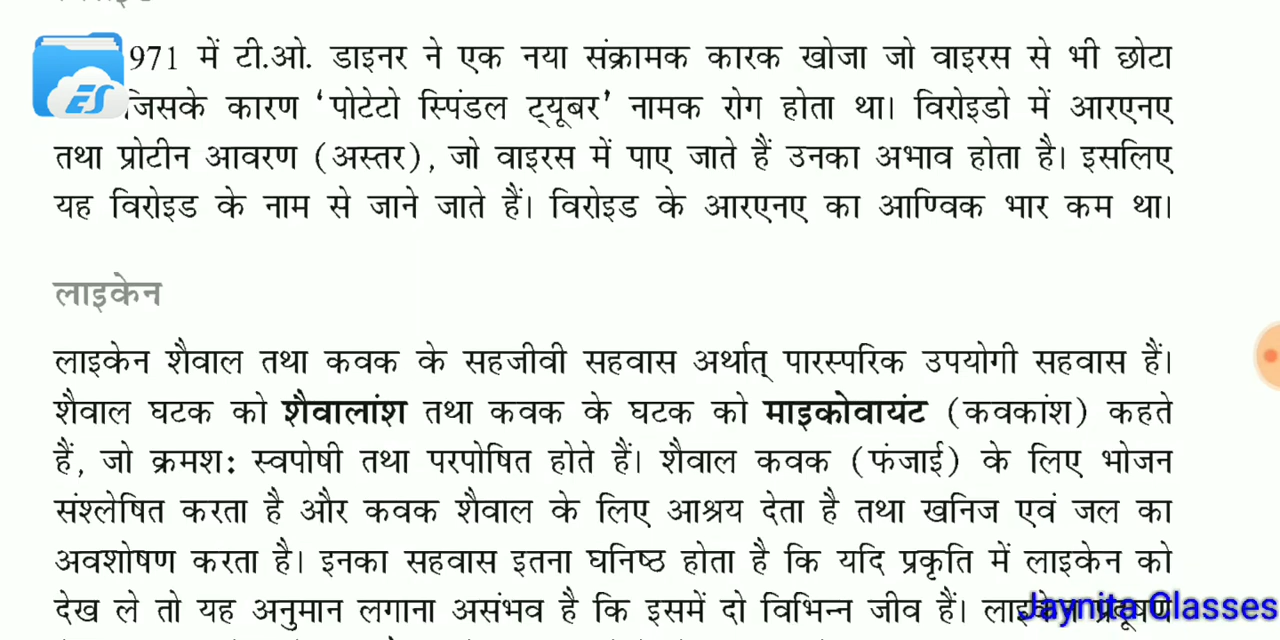 971 में टी.ओ. डाइनर ने एक नया संक्रामक कारक खोजा जो वाइरस से भी छोटा
ES
जिसके कारण ‘पोटेटो स्पिंडल ट्यूबर’ नामक रोग होता था। विरोइडो में आरएनए
तथा प्रोटीन आवरण (अस्तर), जो वाइरस में पाए जाते हैं उनका अभाव होता है। इसलिए
यह विरोइड के नाम से जाने जाते हैं। विरोइड के आरएनए का आण्विक भार कम था।
लाइकेन
लाइकेन शैवाल तथा कवक के सहजीवी सहवास अर्थात् पारस्परिक उपयोगी सहवास हैं।
शैवाल घटक को शैवालांश तथा कवक के घटक को माइकोवायंट (कवकांश) कहते
हैं, जो क्रमश: स्वपोषी तथा परपोषित होते हैं। शैवाल कवक (फंजाई) के लिए भोजन
संश्लेषित करता है और कवक शैवाल के लिए आश्रय देता है तथा खनिज एवं जल का
अवशोषण करता है। इनका सहवास इतना घनिष्ठ होता है कि यदि प्रकृति में लाइकेन को
देख ले तो यह अनुमान लगाना असंभव है कि इसमें दो विभिन्न जीव हैं। लाइकेन प्रदूषण
Jaynita Classes